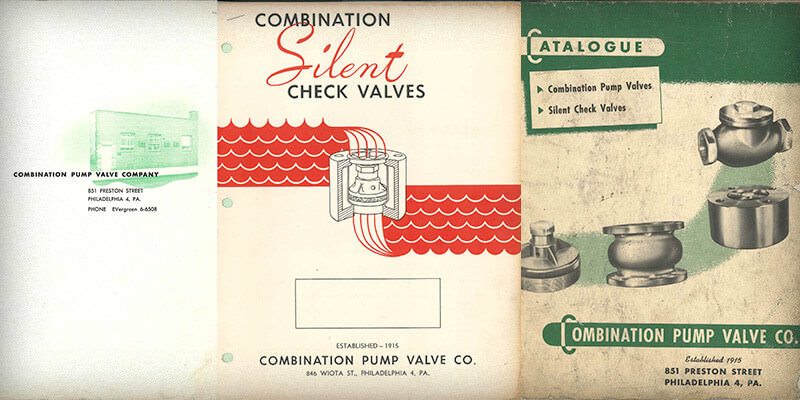 COMBINATION PUMP VALVE COMPANY
851 PRESTON STREET
PHILADELPHIA 4, PA.
PHONE EVergreen 6-6508
COMBINATION
Silent
CHECK VALVES
ESTABLISHED – 1915
COMBINATION PUMP VALVE CO.
846 WIOTA ST., PHILADELPHIA 4, PA.
CATALOGUE
Combination Pump Valves
Silent Check Valves
COMBINATION PUMP VALVE CO.
Established 1915
851 PRESTON STREET
PHILADELPHIA 4, PA.